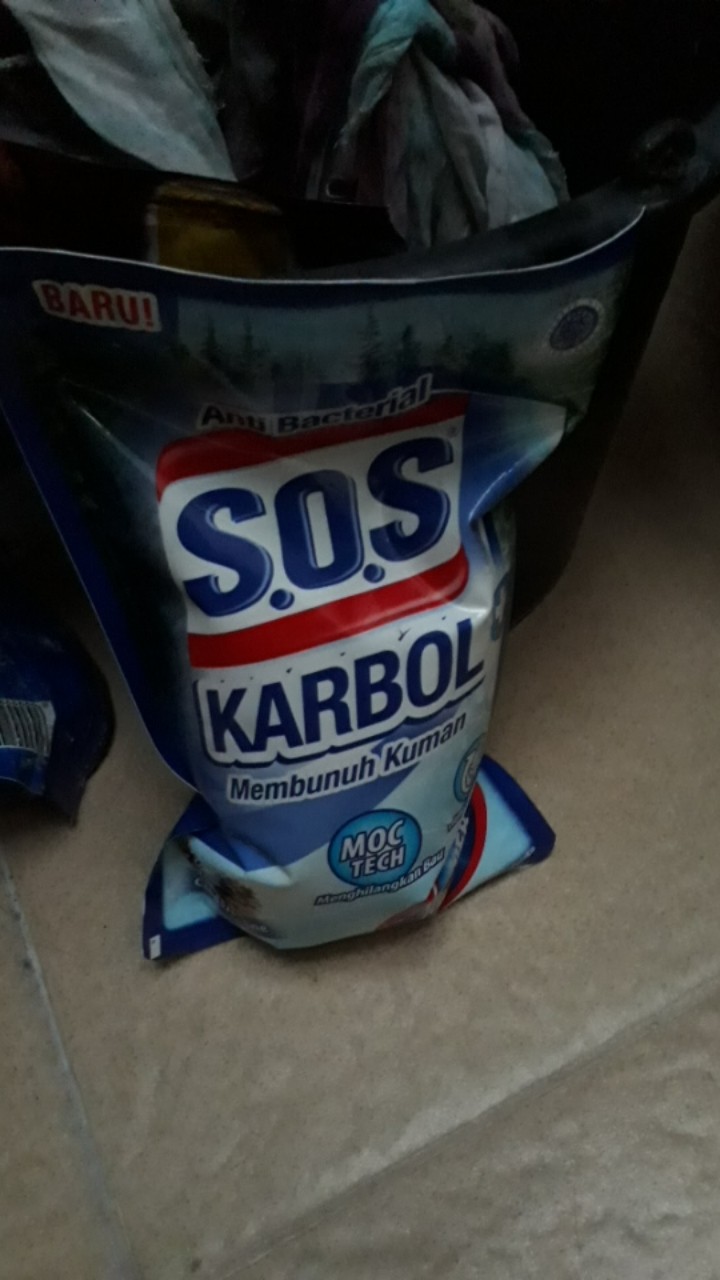 BARU!
Anti Bacterial
S.O.S
KARBOL
Membunuh Kuman
MOC
TECH
Menghilangkan Bau